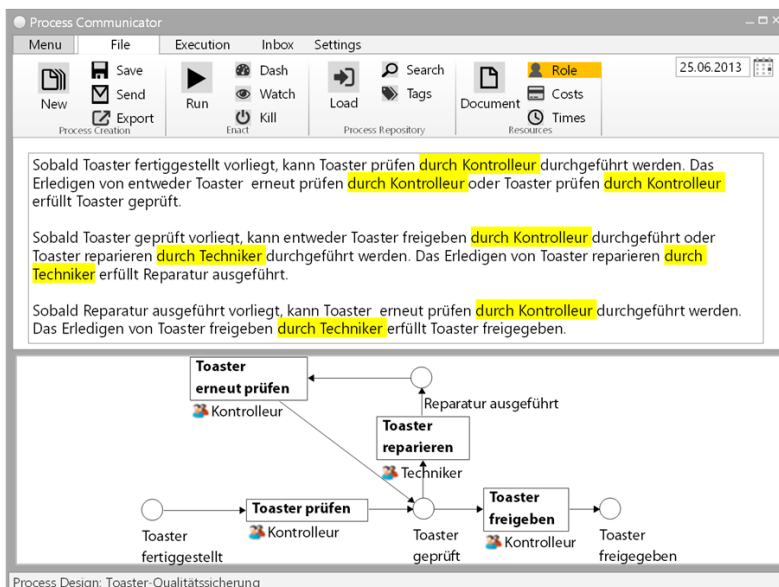 Process Communicator
Menu File Execution Inbox Settings
New
Save
Send
Export
Process Creation
Run
Dash
Watch
Kill
Enact
Load
Search
Tags
Process Repository
Document
Role
Costs
Times
Resources
25.06.2013
Sobald Toaster fertiggestellt vorliegt, kann Toaster prüfen durch Kontrolleur durchgeführt werden. Das
Erledigen von entweder Toaster erneut prüfen durch Kontrolleur oder Toaster prüfen durch Kontrolleur
erfüllt Toaster geprüft.
Sobald Toaster geprüft vorliegt, kann entweder Toaster freigeben durch Kontrolleur durchgeführt oder
Toaster reparieren durch Techniker durchgeführt werden. Das Erledigen von Toaster reparieren durch
Techniker erfüllt Reparatur ausgeführt.
Sobald Reparatur ausgeführt vorliegt, kann Toaster erneut prüfen durch Kontrolleur durchgeführt werden.
Das Erledigen von Toaster freigeben durch Techniker erfüllt Toaster freigegeben.
Toaster
erneut prüfen
Kontrolleur
Reparatur ausgeführt
Toaster
reparieren
Techniker
Toaster prüfen
Kontrolleur
Toaster
freigeben
Kontrolleur
Toaster
fertiggestellt
Toaster
geprüft
Toaster
freigegeben
Process Design: Toaster-Qualitätssicherung